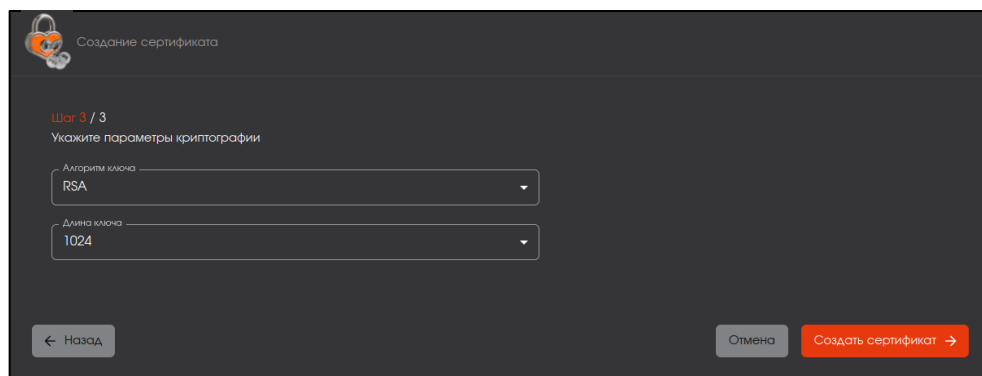 Создание сертификата
Шаг 3 / 3
Укажите параметры криптографии
Алгоритм ключа
RSA
Длина ключа
1024
← Назад
Отмена
Создать сертификат →